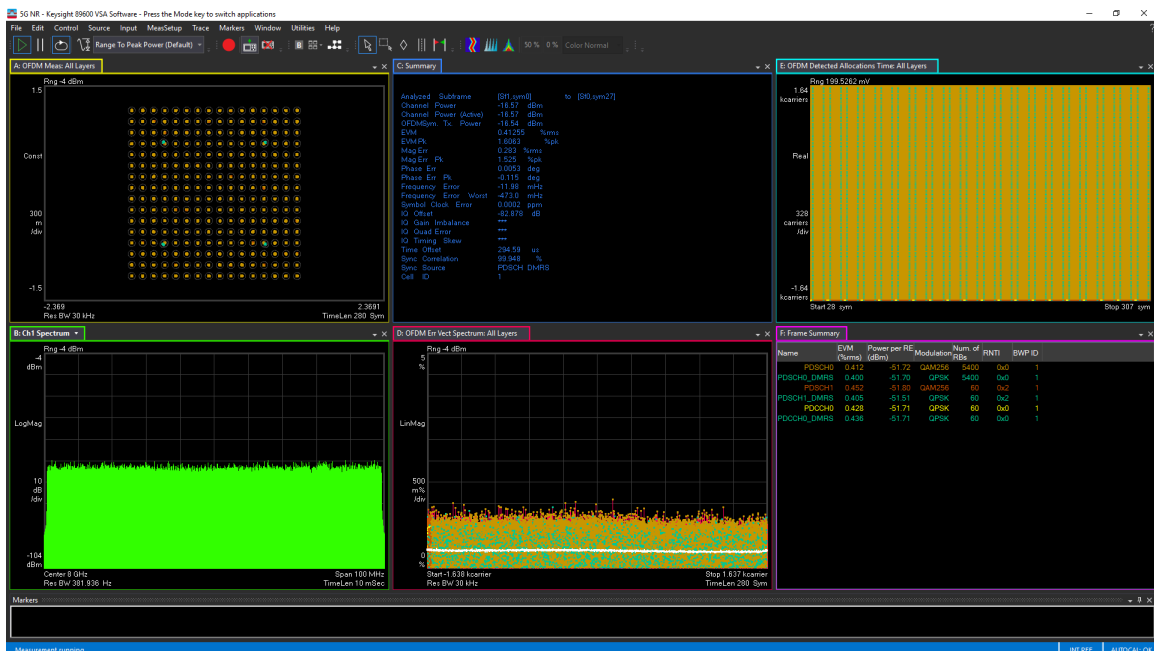 5G NR - Keysight 89600 VSA Software - Press the Mode key to switch applications
File Edit Control Source Input MeasSetup Trace Markers Window Utilities Help
Range To Peak Power (Default) 50 % 0 % Color Normal
A: OFDM Meas: All Layers
Rng -4 dBm
1.5
Const
300
m
/div
-1.5
-2.369 2.3691
Res BW 30 kHz TimeLen 280 Sym
C: Summary
Analyzed Subframe [Sf1.sym0] to [Sf0.sym27]
Channel Power -16.57 dBm
Channel Power (Active) -16.57 dBm
OFDMSym Tx Power -16.54 dBm
EVM 0.41255 %rms
EVM Pk 1.6063 %pk
Mag Err 0.283 %rms
Mag Err Pk 1.525 %pk
Phase Err 0.0053 deg
Phase Err Pk -0.115 deg
Frequency Error -11.98 mHz
Frequency Error Worst -473.0 mHz
Symbol Clock Error 0.0002 ppm
IQ Offset -82.878 dB
IQ Gain Imbalance ***
IQ Quad Error ***
IQ Timing Skew ***
Time Offset 294.59 us
Sync Correlation 99.948 %
Sync Source PDSCH DMRS
Cell ID 1
E: OFDM Detected Allocations Time: All Layers
Rng 199.5262 mV
1.64
kcarriers
Real
328
carriers
/div
-1.64
kcarriers
Start 28 sym Stop 307 sym
B: Ch1 Spectrum
Rng -4 dBm
-4
dBm
LogMag
10
dB
/div
-104
dBm
Center 8 GHz Span 100 MHz
Res BW 381.936 Hz TimeLen 10 mSec
D: OFDM Err Vect Spectrum: All Layers
Rng -4 dBm
5
%
LinMag
500
m%
/div
0
%
Start -1.638 kcarrier Stop 1.637 kcarrier
Res BW 30 kHz TimeLen 280 Sym
F: Frame Summary
Name EVM (%rms) Power per RE (dBm) Modulation Num. of RBs RNTI BWP ID
PDSCH0 0.412 -51.72 QAM256 5400 0x0 1
PDSCH0_DMRS 0.400 -51.70 QPSK 5400 0x0 1
PDSCH1 0.452 -51.80 QAM256 60 0x2 1
PDSCH1_DMRS 0.405 -51.51 QPSK 60 0x2 1
PDCCH0 0.428 -51.71 QPSK 60 0x0 1
PDCCH0_DMRS 0.436 -51.71 QPSK 60 0x0 1
Markers
Measurement running INT REF AUTOCAL: OK